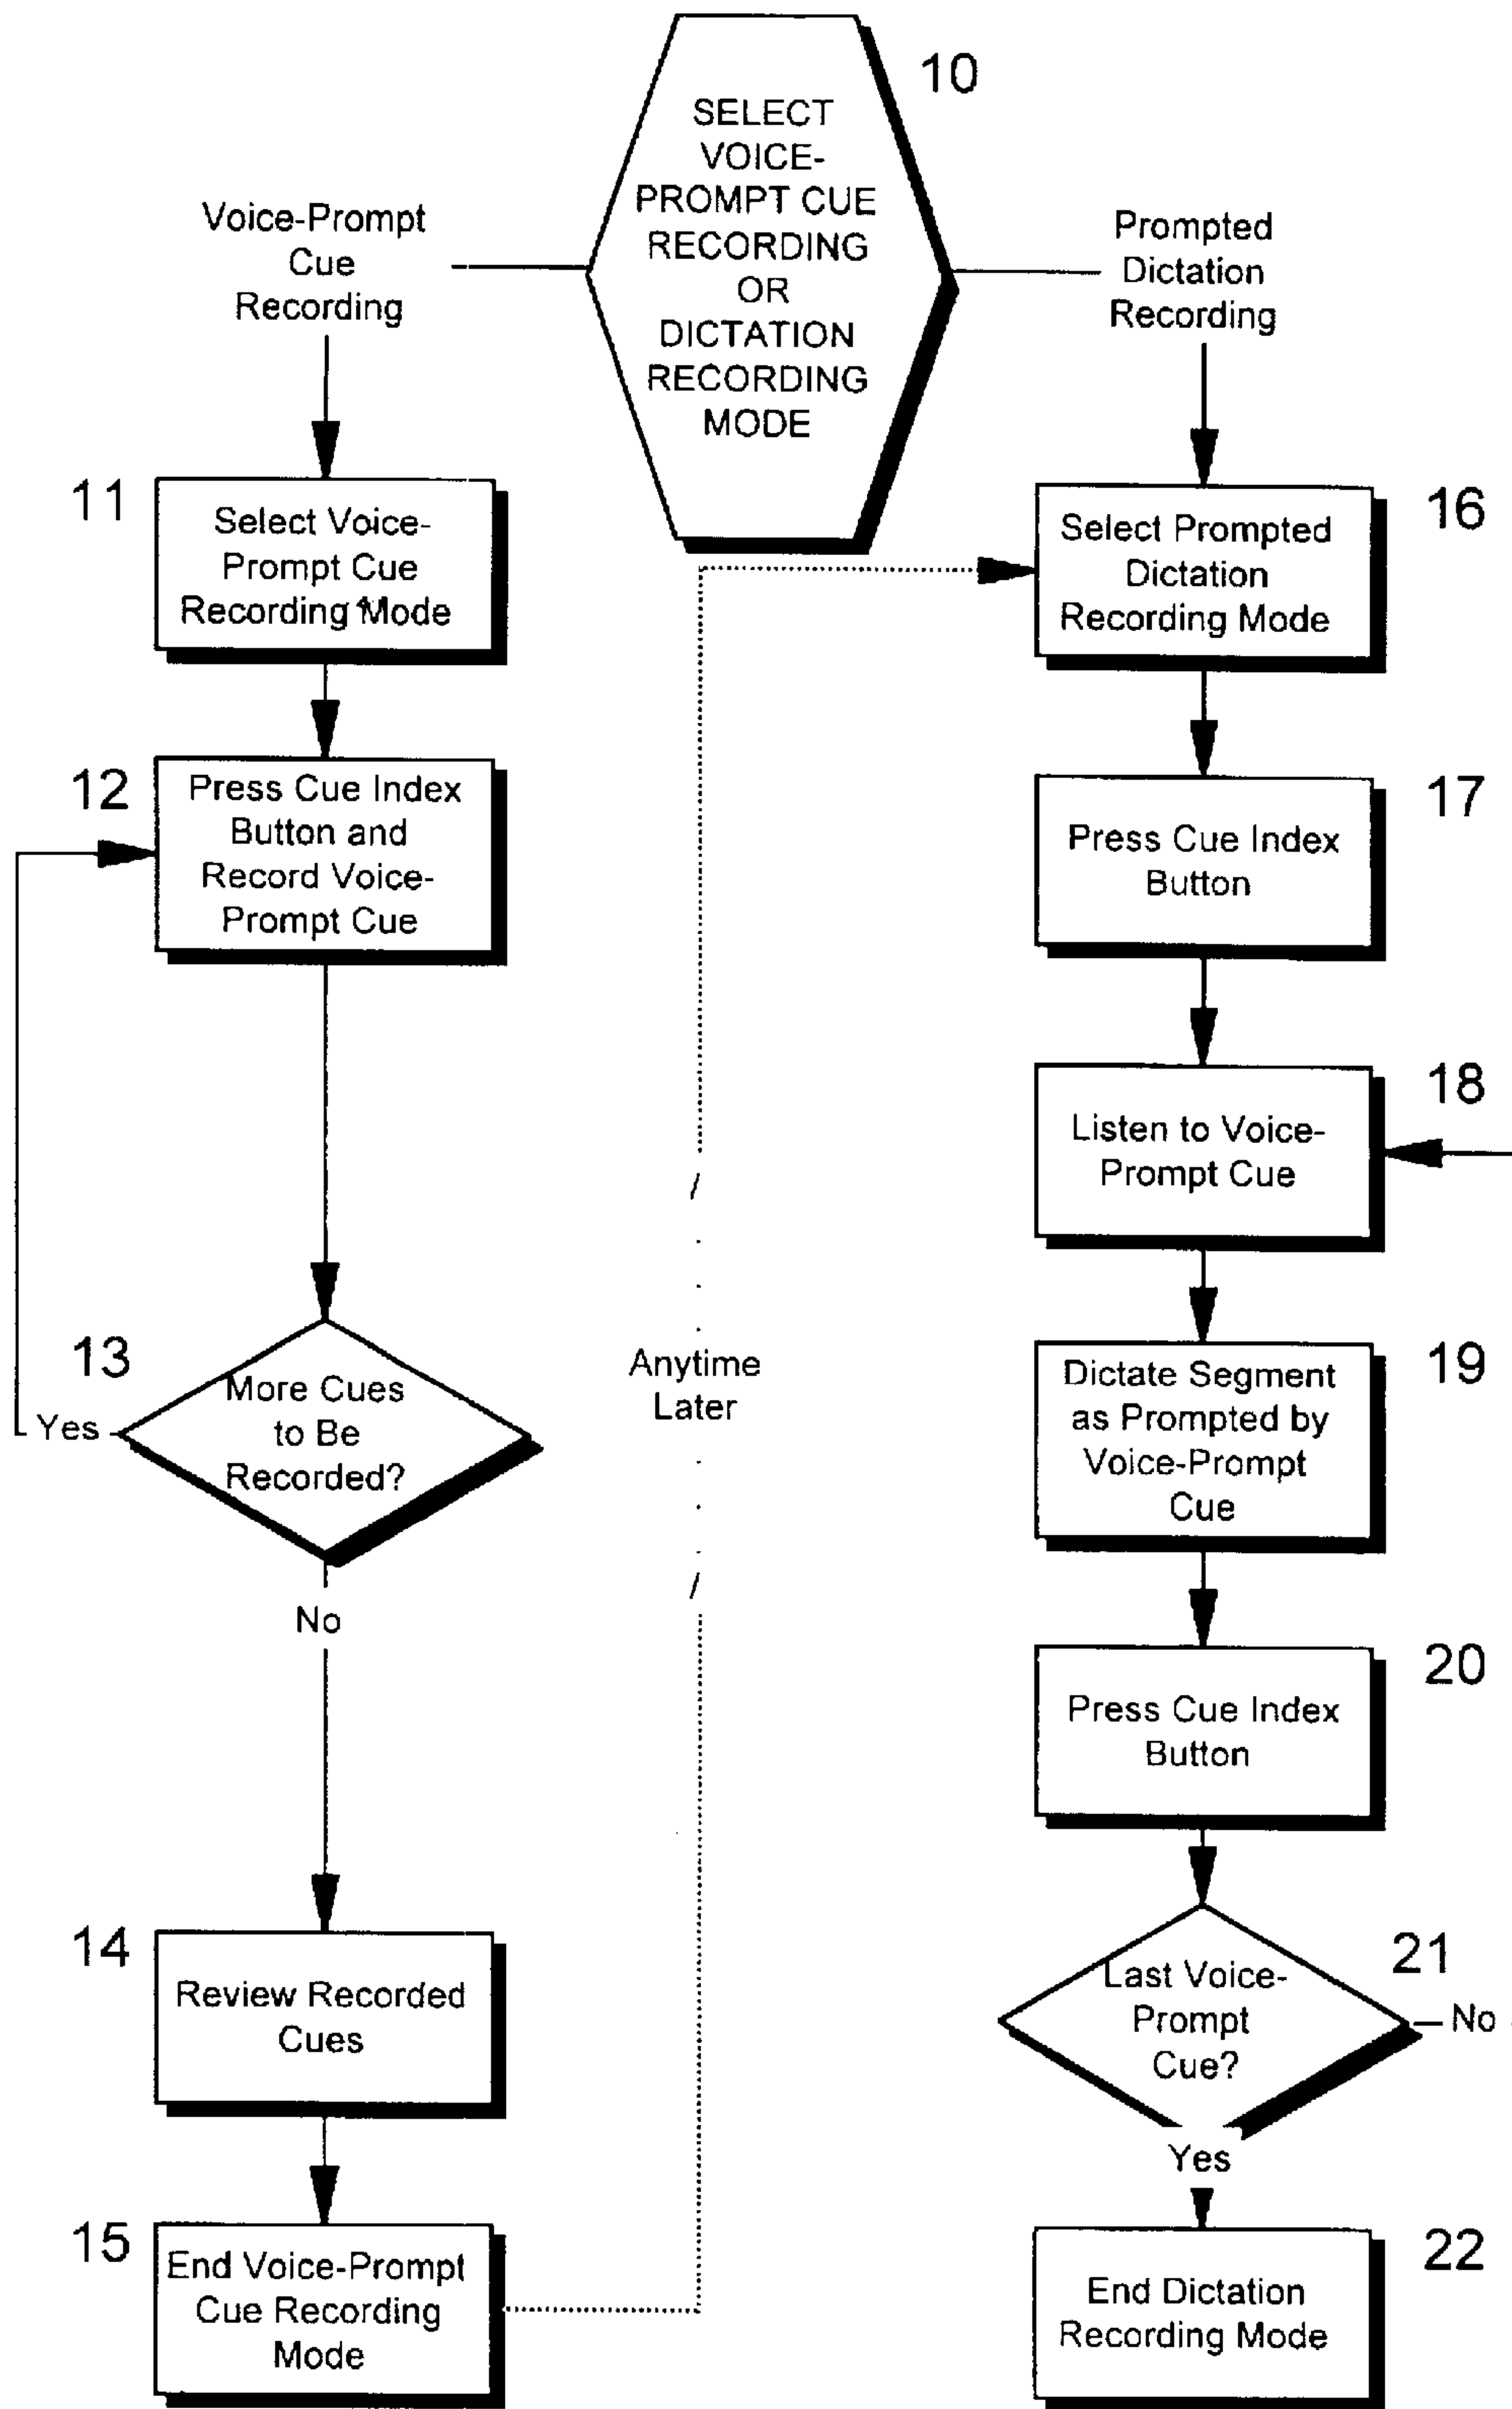 10
SELECT
VOICE-
PROMPT CUE
RECORDING
OR
DICTATION
RECORDING
MODE
Voice-Prompt
Cue
Recording
11
Select Voice-
Prompt Cue
Recording Mode
12
Press Cue Index
Button and
Record Voice-
Prompt Cue
13
More Cues
to Be
Recorded?
Yes
No
14
Review Recorded
Cues
15
End Voice-Prompt
Cue Recording
Mode
Anytime
Later
Prompted
Dictation
Recording
16
Select Prompted
Dictation
Recording Mode
17
Press Cue Index
Button
18
Listen to Voice-
Prompt Cue
19
Dictate Segment
as Prompted by
Voice-Prompt
Cue
20
Press Cue Index
Button
21
Last Voice-
Prompt
Cue?
No
Yes
22
End Dictation
Recording Mode